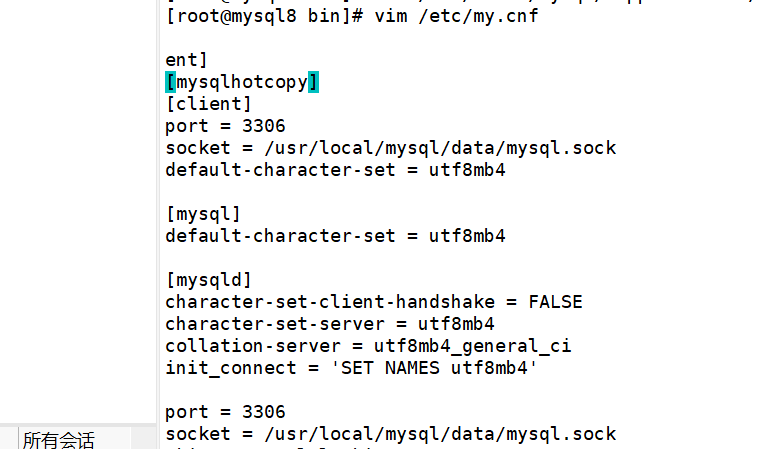 [root@mysql8 bin]# vim /etc/my.cnf
ent]
[mysqlhotcopy]
[client]
port = 3306
socket = /usr/local/mysql/data/mysql.sock
default-character-set = utf8mb4
[mysql]
default-character-set = utf8mb4
[mysqld]
character-set-client-handshake = FALSE
character-set-server = utf8mb4
collation-server = utf8mb4_general_ci
init_connect = 'SET NAMES utf8mb4'
port = 3306
socket = /usr/local/mysql/data/mysql.sock
所有会话